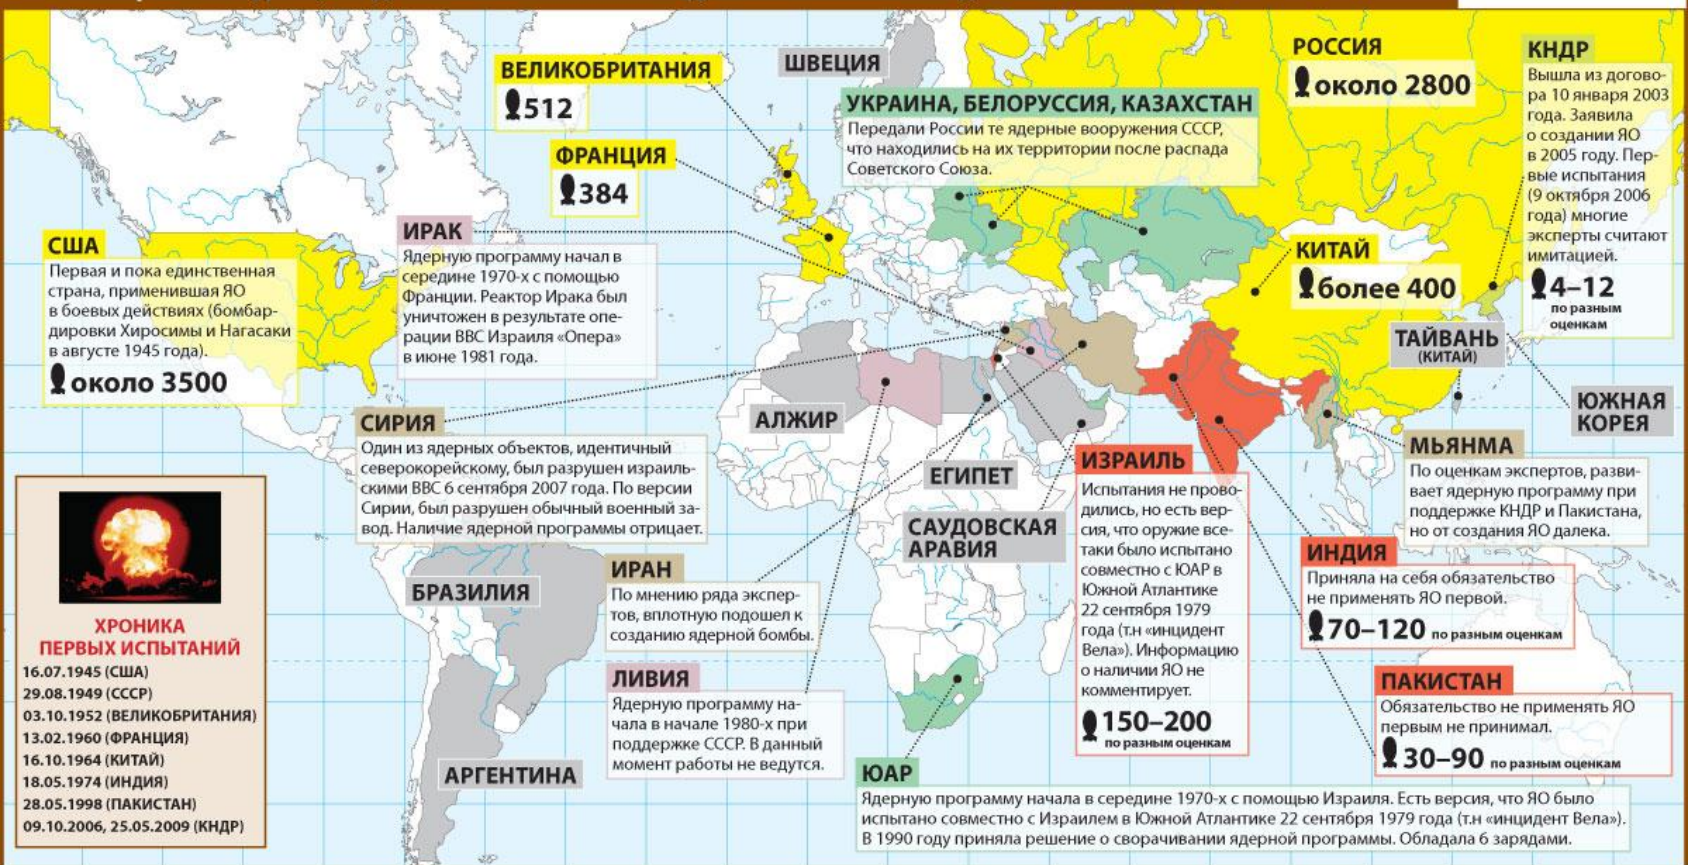 ВЕЛИКОБРИТАНИЯ
512
ФРАНЦИЯ
384
ШВЕЦИЯ
УКРАИНА, БЕЛОРУССИЯ, КАЗАХСТАН
Передали России те ядерные вооружения СССР,
что находились на их территории после распада
Советского Союза.
РОССИЯ
около 2800
КНДР
Вышла из догово-
ра 10 января 2003
года. Заявила
о создании ЯО
в 2005 году. Пер-
вые испытания
(9 октября 2006
года) многие
эксперты считают
имитацией.
4–12
по разным
оценкам
США
Первая и пока единственная
страна, применившая ЯО
в боевых действиях (бомбар-
дировки Хиросимы и Нагасаки
в августе 1945 года).
около 3500
ИРАК
Ядерную программу начал в
середине 1970-х с помощью
Франции. Реактор Ирака был
уничтожен в результате опе-
рации ВВС Израиля «Опера»
в июне 1981 года.
КИТАЙ
более 400
ТАЙВАНЬ
(КИТАЙ)
ЮЖНАЯ
КОРЕЯ
СИРИЯ
Один из ядерных объектов, идентичный
северокорейскому, был разрушен израиль-
скими ВВС 6 сентября 2007 года. По версии
Сирии, был разрушен обычный военный за-
вод. Наличие ядерной программы отрицает.
АЛЖИР
ЕГИПЕТ
САУДОВСКАЯ
АРАВИЯ
ИЗРАИЛЬ
Испытания не прово-
дились, но есть вер-
сия, что оружие все-
таки было испытано
совместно с ЮАР в
Южной Атлантике
22 сентября 1979
года (т.н «инцидент
Вела»). Информацию
о наличии ЯО не
комментирует.
150–200
по разным оценкам
МЬЯНМА
По оценкам экспертов, разви-
вает ядерную программу при
поддержке КНДР и Пакистана,
но от создания ЯО далека.
ИНДИЯ
Приняла на себя обязательство
не применять ЯО первой.
70–120 по разным оценкам
ПАКИСТАН
Обязательство не применять ЯО
первым не принимал.
30–90 по разным оценкам
БРАЗИЛИЯ
ИРАН
По мнению ряда экспер-
тов, вплотную подошел к
созданию ядерной бомбы.
ЛИВИЯ
Ядерную программу на-
чала в начале 1980-х при
поддержке СССР. В данный
момент работы не ведутся.
АРГЕНТИНА
ЮАР
Ядерную программу начала в середине 1970-х с помощью Израиля. Есть версия, что ЯО было
испытано совместно с Израилем в Южной Атлантике 22 сентября 1979 года (т.н «инцидент Вела»).
В 1990 году приняла решение о сворачивании ядерной программы. Обладала 6 зарядами.
ХРОНИКА
ПЕРВЫХ ИСПЫТАНИЙ
16.07.1945 (США)
29.08.1949 (СССР)
03.10.1952 (ВЕЛИКОБРИТАНИЯ)
13.02.1960 (ФРАНЦИЯ)
16.10.1964 (КИТАЙ)
18.05.1974 (ИНДИЯ)
28.05.1998 (ПАКИСТАН)
09.10.2006, 25.05.2009 (КНДР)